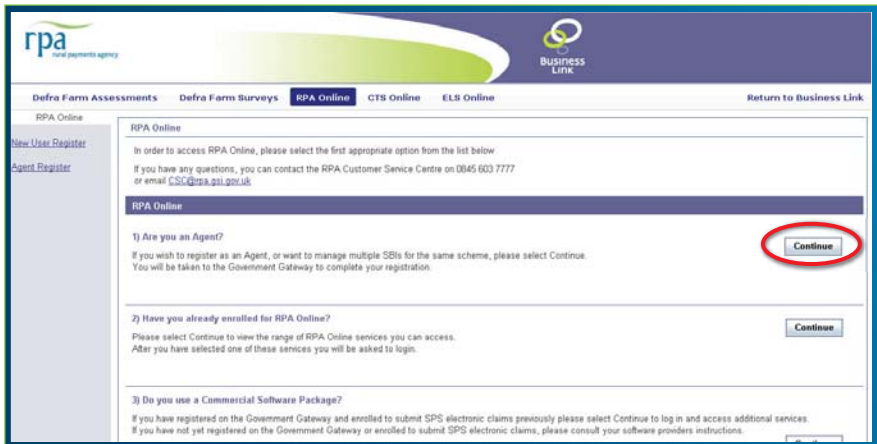 rpa
rural payments agency
Business
Link
Defra Farm Assessments Defra Farm Surveys RPA Online CTS Online ELS Online Return to Business Link
RPA Online
New User Register
Agent Register
RPA Online
In order to access RPA Online, please select the first appropriate option from the list below
If you have any questions, you can contact the RPA Customer Service Centre on 0845 603 7777
or email CSC@rpa.gsi.gov.uk
RPA Online
1) Are you an Agent?
If you wish to register as an Agent, or want to manage multiple SBIs for the same scheme, please select Continue.
You will be taken to the Government Gateway to complete your registration.
Continue
2) Have you already enrolled for RPA Online?
Please select Continue to view the range of RPA Online services you can access.
After you have selected one of these services you will be asked to login.
Continue
3) Do you use a Commercial Software Package?
If you have registered on the Government Gateway and enrolled to submit SPS electronic claims previously please select Continue to log in and access additional services.
If you have not yet registered on the Government Gateway or enrolled to submit SPS electronic claims, please consult your software providers instructions.